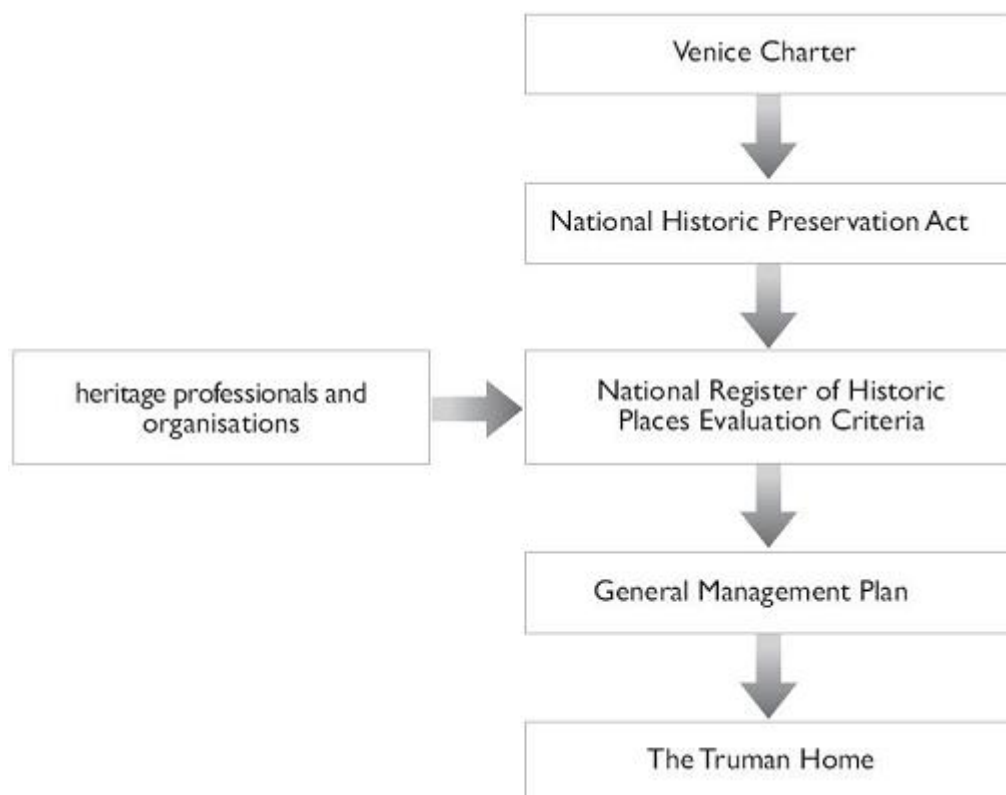 Venice Charter
National Historic Preservation Act
heritage professionals and
organisations
National Register of Historic
Places Evaluation Criteria
General Management Plan
The Truman Home